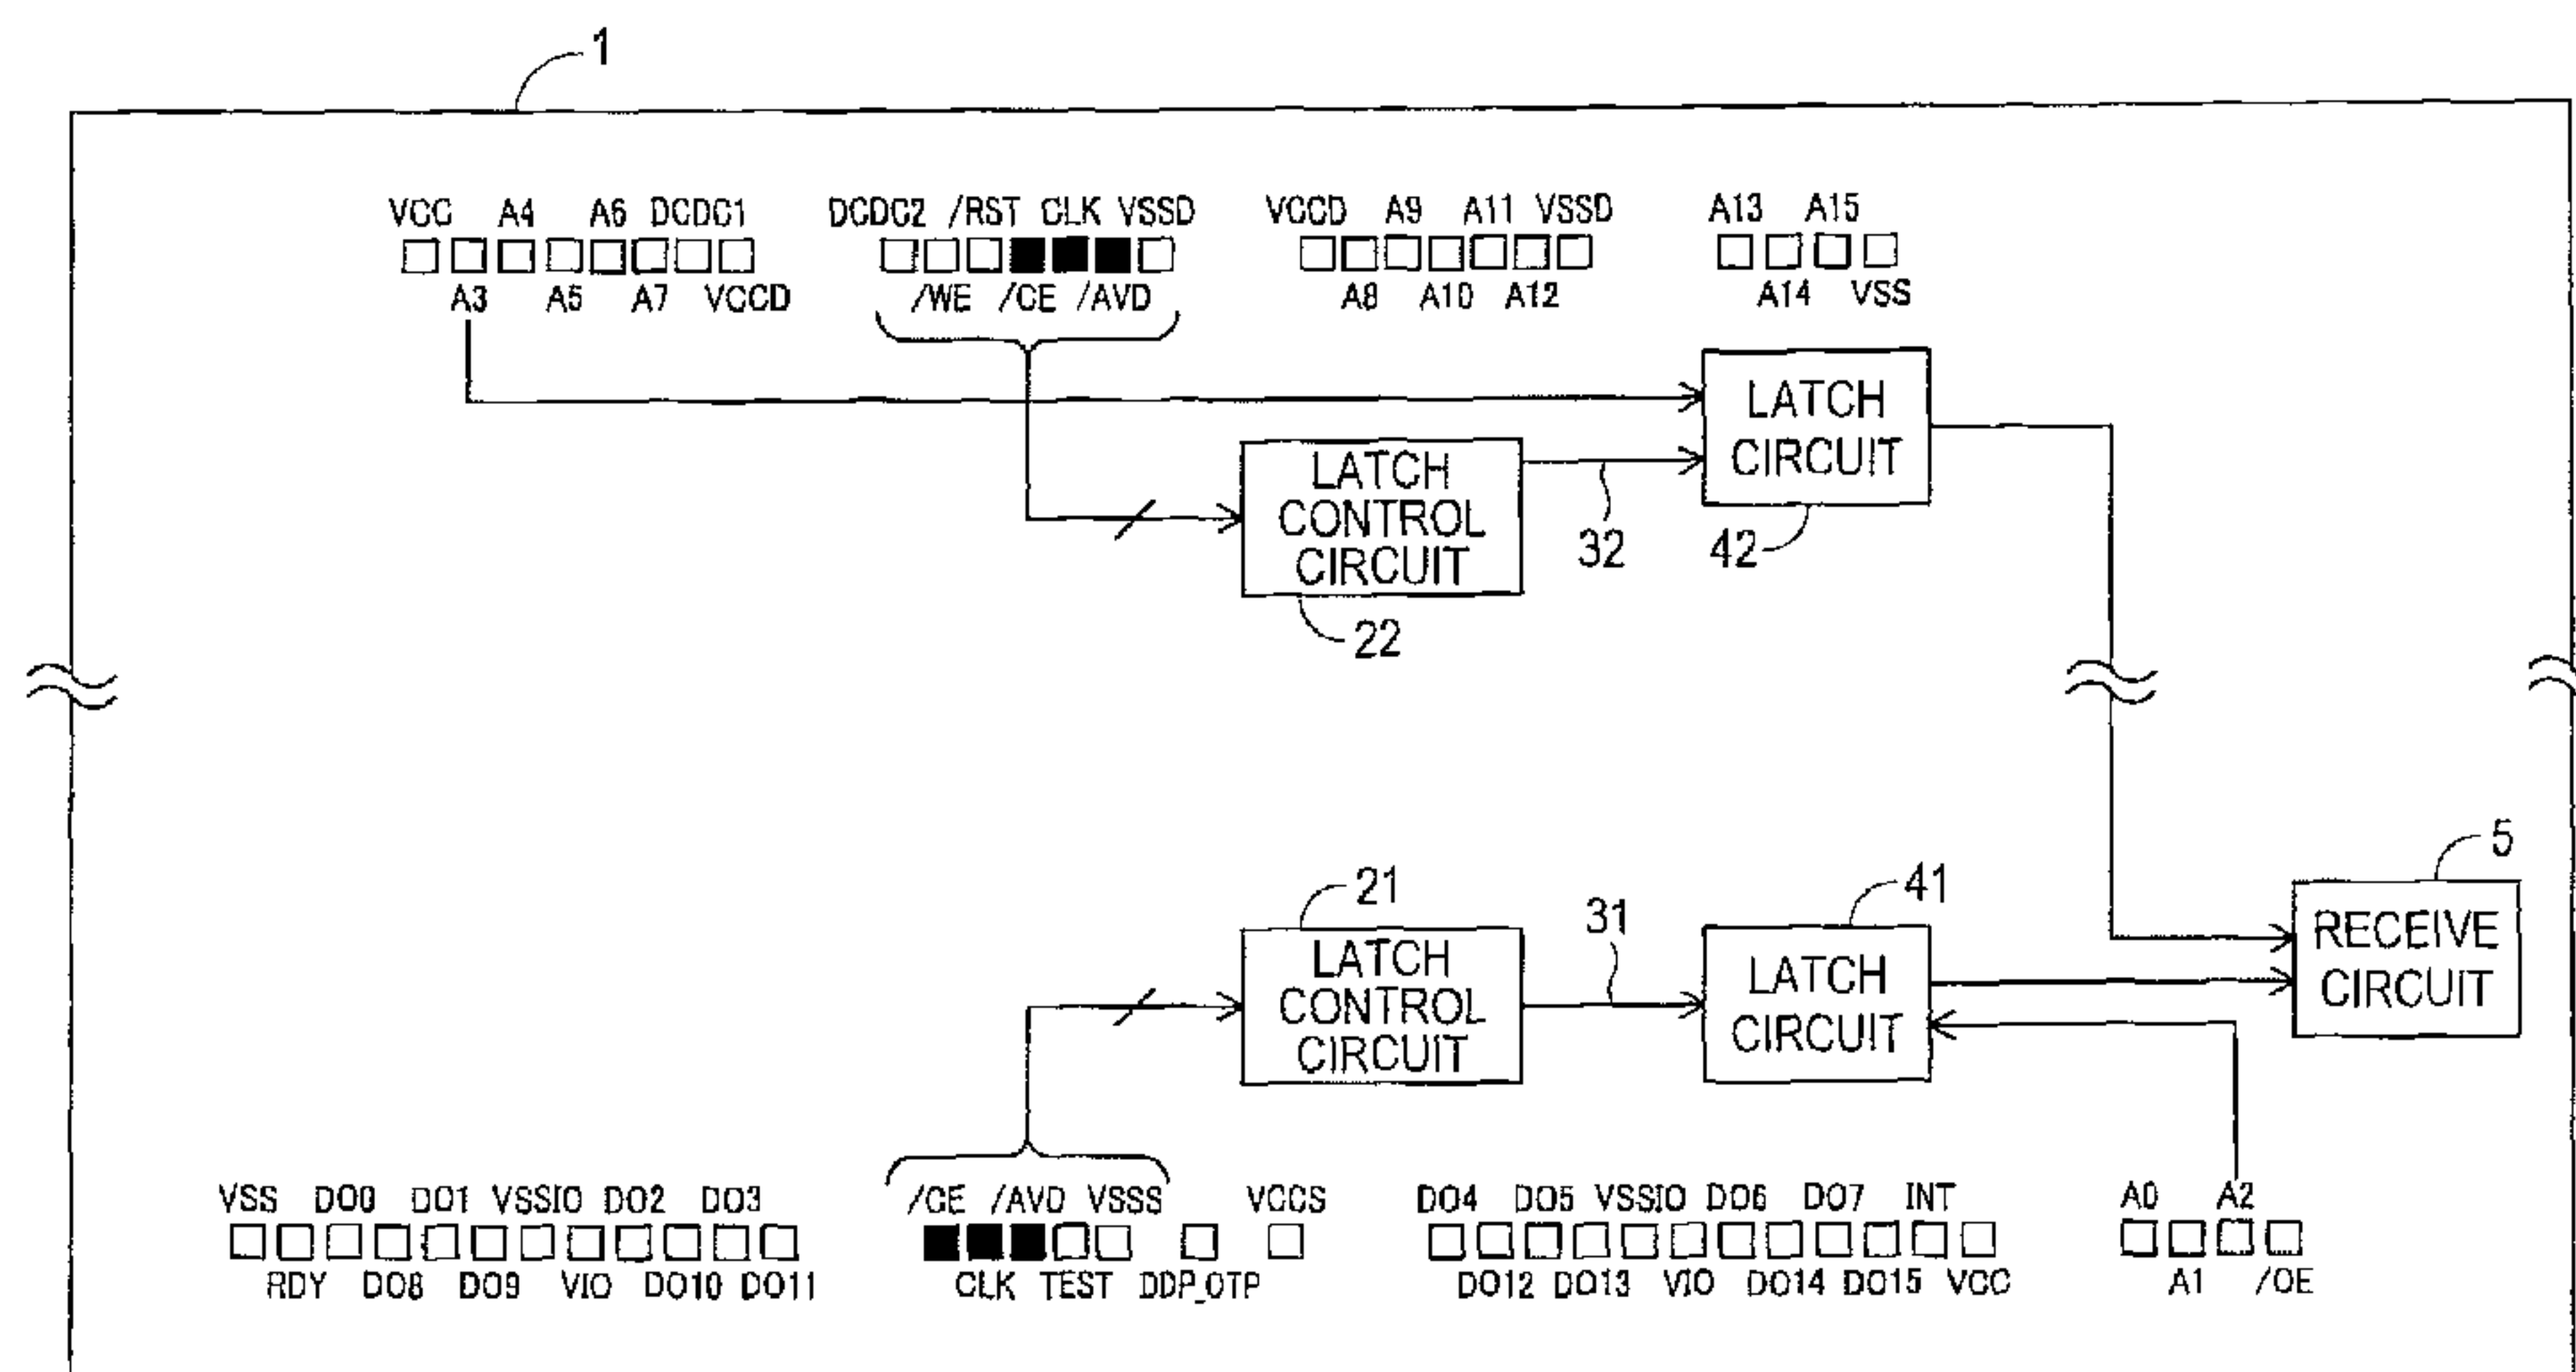 1
VCC A4 A6 DCDC1 DCDC2 /RST CLK VSSD VCCD A9 A11 VSSD A13 A15
A3 A5 A7 VCCD /WE /CE /AVD A8 A10 A12 A14 VSS
LATCH
CIRCUIT
42
LATCH
CONTROL
CIRCUIT
22
32
21
LATCH
CONTROL
CIRCUIT
31
41
LATCH
CIRCUIT
5
RECEIVE
CIRCUIT
VSS DO0 DO1 VSSIO DO2 DO3 /CE /AVD VSSS VCCS DO4 DO5 VSSIO DO6 DO7 INT A0 A2
RDY DO8 DO9 VIO DO10 DO11 CLK TEST DDP_OTP DO12 DO13 VIO DO14 DO15 VCC A1 /OE